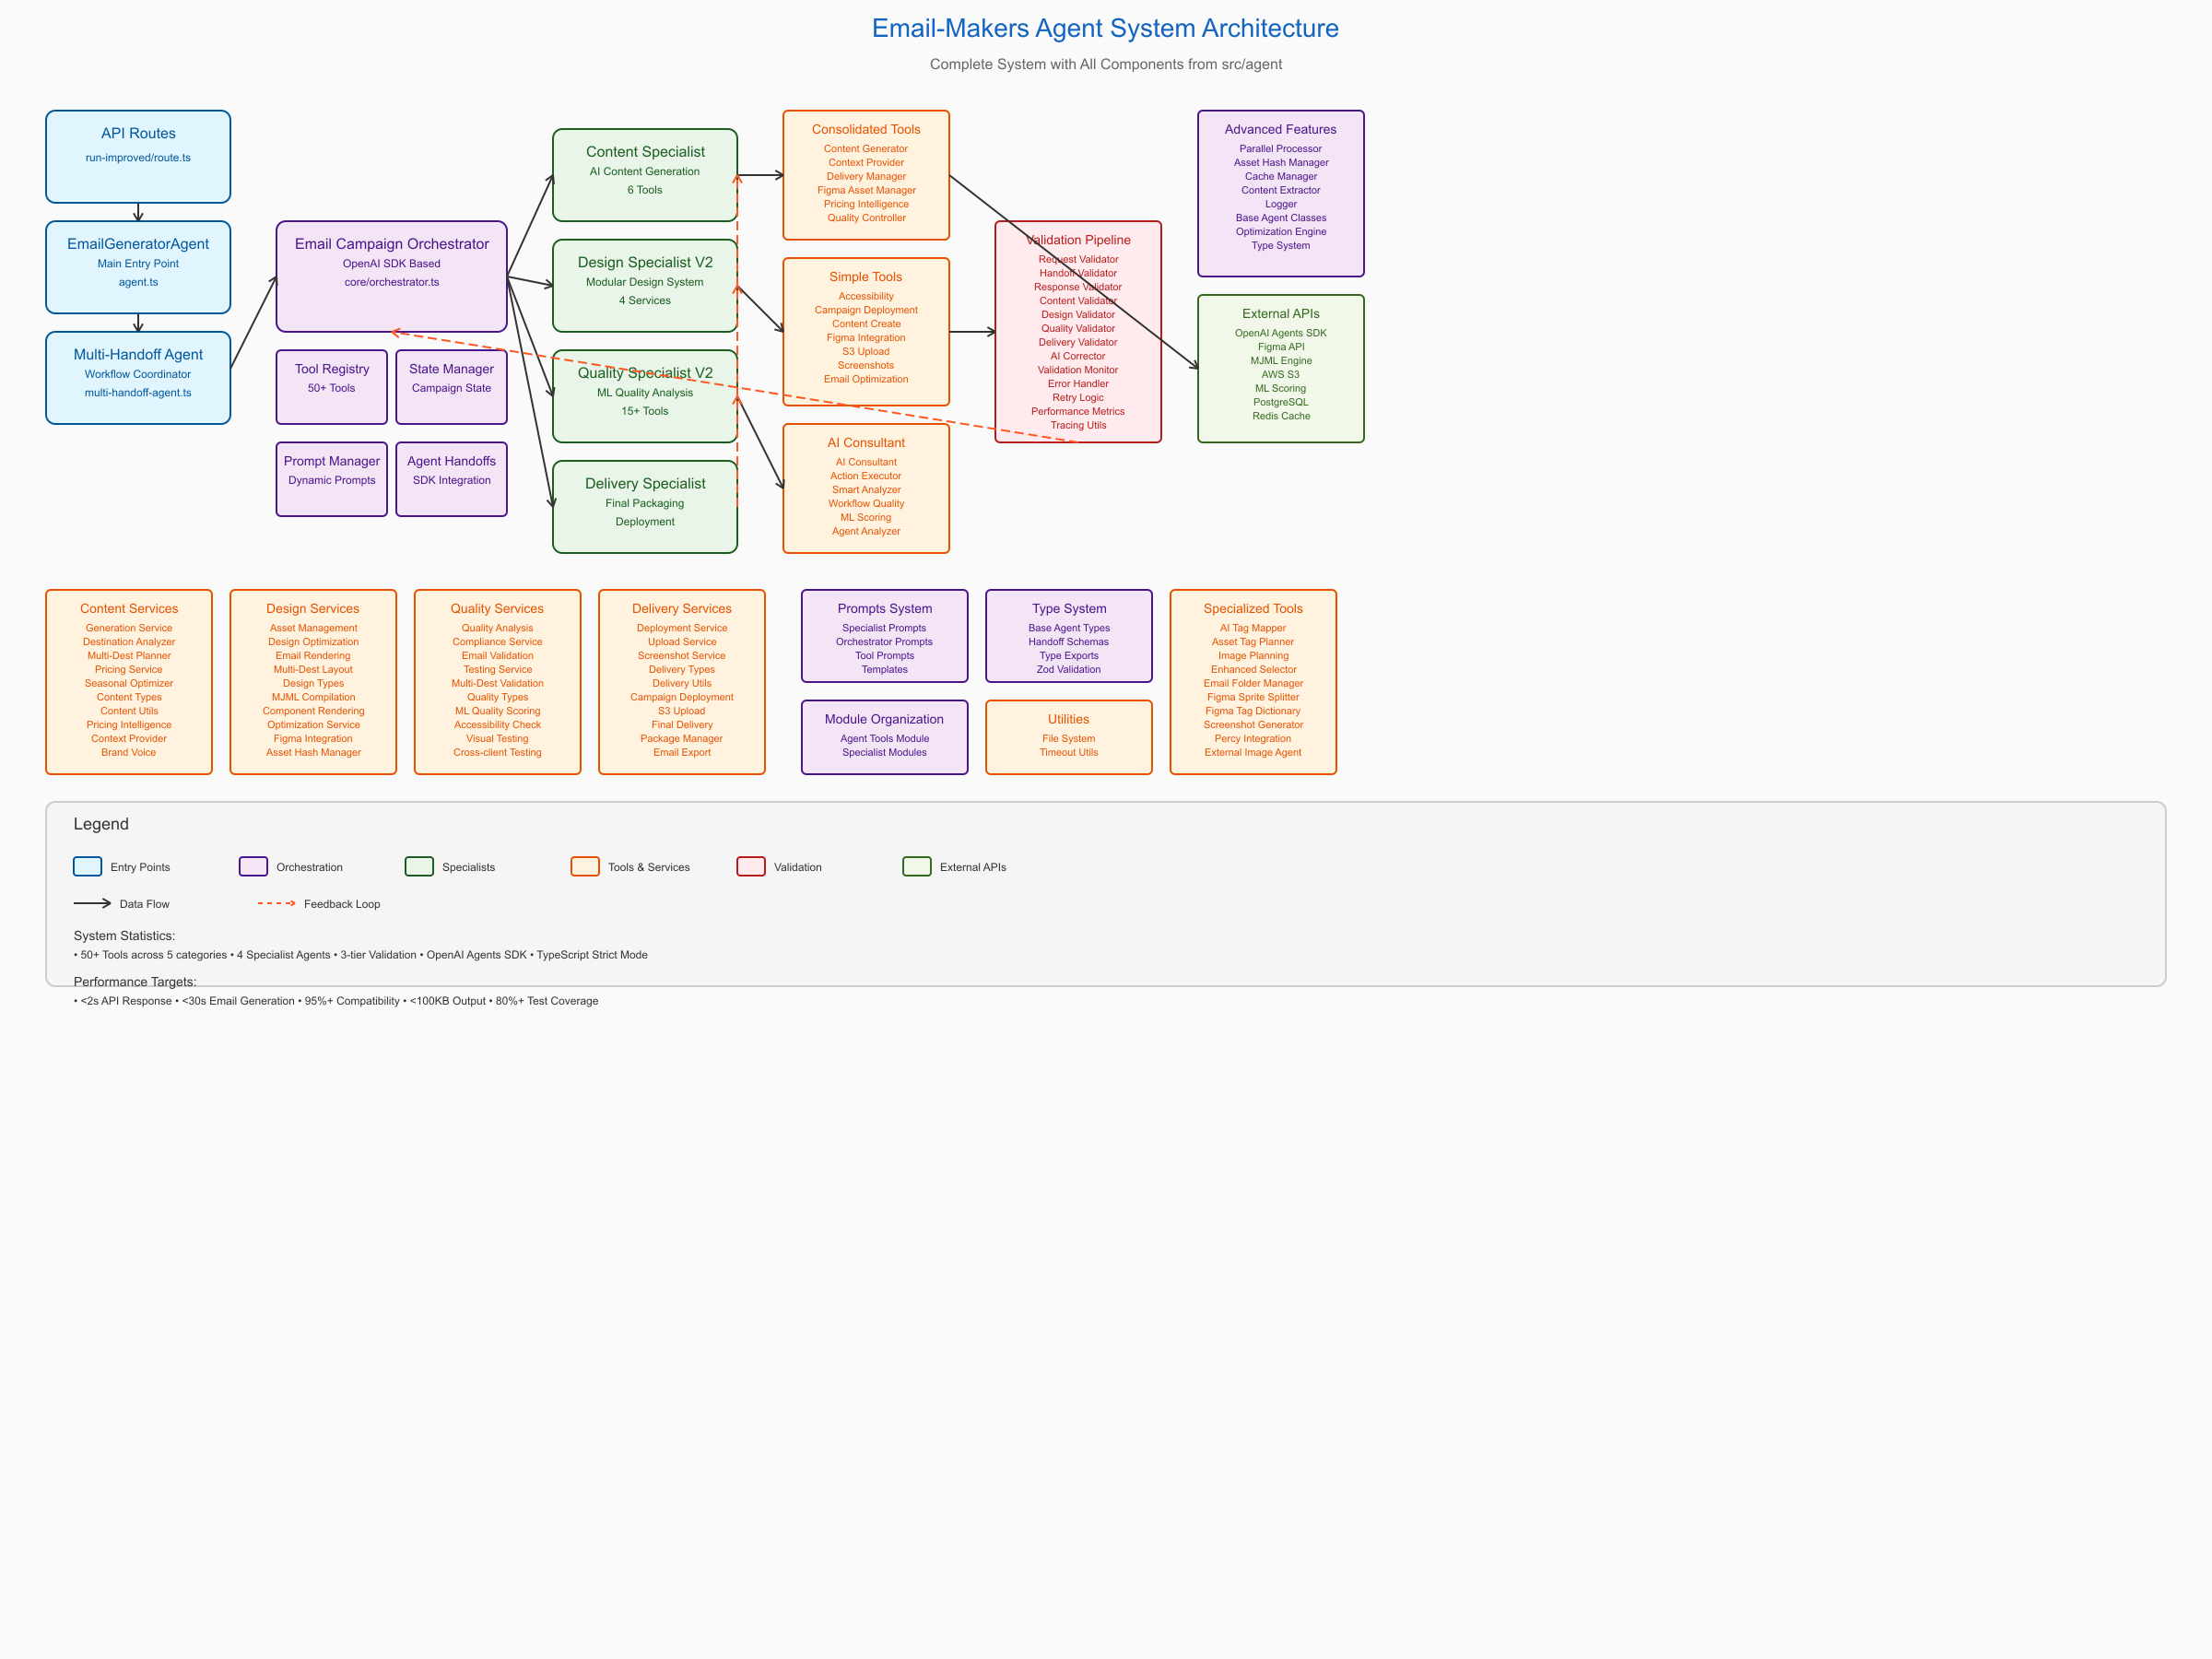 Email-Makers Agent System Architecture
Complete System with All Components from src/agent
API Routes
run-improved/route.ts
EmailGeneratorAgent
Main Entry Point
agent.ts
Multi-Handoff Agent
Workflow Coordinator
multi-handoff-agent.ts
Email Campaign Orchestrator
OpenAI SDK Based
core/orchestrator.ts
Tool Registry
50+ Tools
State Manager
Campaign State
Prompt Manager
Dynamic Prompts
Agent Handoffs
SDK Integration
Content Specialist
AI Content Generation
6 Tools
Design Specialist V2
Modular Design System
4 Services
Quality Specialist V2
ML Quality Analysis
15+ Tools
Delivery Specialist
Final Packaging
Deployment
Consolidated Tools
Content Generator
Context Provider
Delivery Manager
Figma Asset Manager
Pricing Intelligence
Quality Controller
Simple Tools
Accessibility
Campaign Deployment
Content Create
Figma Integration
S3 Upload
Screenshots
Email Optimization
AI Consultant
AI Consultant
Action Executor
Smart Analyzer
Workflow Quality
ML Scoring
Agent Analyzer
Validation Pipeline
Request Validator
Handoff Validator
Response Validator
Content Validator
Design Validator
Quality Validator
Delivery Validator
AI Corrector
Validation Monitor
Error Handler
Retry Logic
Performance Metrics
Tracing Utils
Advanced Features
Parallel Processor
Asset Hash Manager
Cache Manager
Content Extractor
Logger
Base Agent Classes
Optimization Engine
Type System
External APIs
OpenAI Agents SDK
Figma API
MJML Engine
AWS S3
ML Scoring
PostgreSQL
Redis Cache
Content Services
Generation Service
Destination Analyzer
Multi-Dest Planner
Pricing Service
Seasonal Optimizer
Content Types
Content Utils
Pricing Intelligence
Context Provider
Brand Voice
Design Services
Asset Management
Design Optimization
Email Rendering
Multi-Dest Layout
Design Types
MJML Compilation
Component Rendering
Optimization Service
Figma Integration
Asset Hash Manager
Quality Services
Quality Analysis
Compliance Service
Email Validation
Testing Service
Multi-Dest Validation
Quality Types
ML Quality Scoring
Accessibility Check
Visual Testing
Cross-client Testing
Delivery Services
Deployment Service
Upload Service
Screenshot Service
Delivery Types
Delivery Utils
Campaign Deployment
S3 Upload
Final Delivery
Package Manager
Email Export
Prompts System
Specialist Prompts
Orchestrator Prompts
Tool Prompts
Templates
Type System
Base Agent Types
Handoff Schemas
Type Exports
Zod Validation
Module Organization
Agent Tools Module
Specialist Modules
Utilities
File System
Timeout Utils
Specialized Tools
AI Tag Mapper
Asset Tag Planner
Image Planning
Enhanced Selector
Email Folder Manager
Figma Sprite Splitter
Figma Tag Dictionary
Screenshot Generator
Percy Integration
External Image Agent
Legend
Entry Points
Orchestration
Specialists
Tools & Services
Validation
External APIs
Data Flow
Feedback Loop
System Statistics:
• 50+ Tools across 5 categories • 4 Specialist Agents • 3-tier Validation • OpenAI Agents SDK • TypeScript Strict Mode
Performance Targets:
• <2s API Response • <30s Email Generation • 95%+ Compatibility • <100KB Output • 80%+ Test Coverage